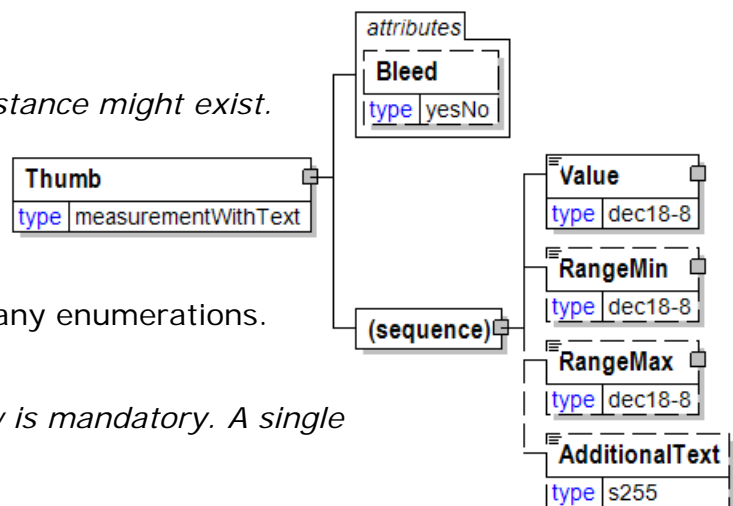 attributes
Bleed
type yesNo
stance might exist.
Thumb
type measurementWithText
Value
type dec18-8
RangeMin
type dec18-8
any enumerations.
(sequence)
RangeMax
type dec18-8
y is mandatory. A single
AdditionalText
type s255